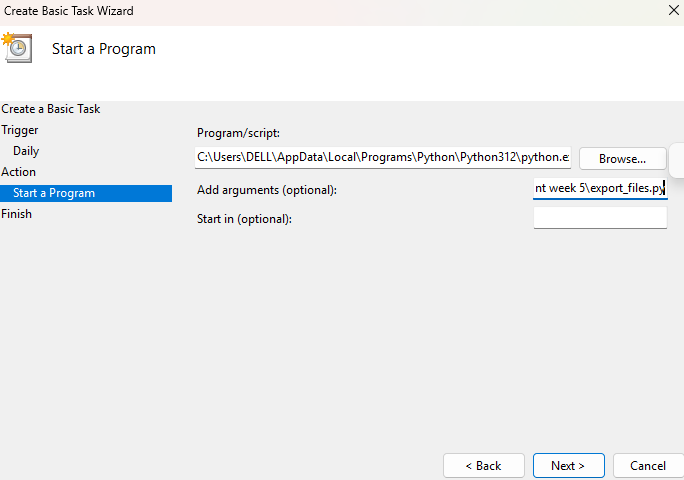 Create Basic Task Wizard
Start a Program
Create a Basic Task
Trigger
Daily
Action
Start a Program
Finish
Program/script:
C:\Users\DELL\AppData\Local\Programs\Python\Python312\python.ex
Browse...
Add arguments (optional):
nt week 5\export_files.py
Start in (optional):
< Back
Next >
Cancel